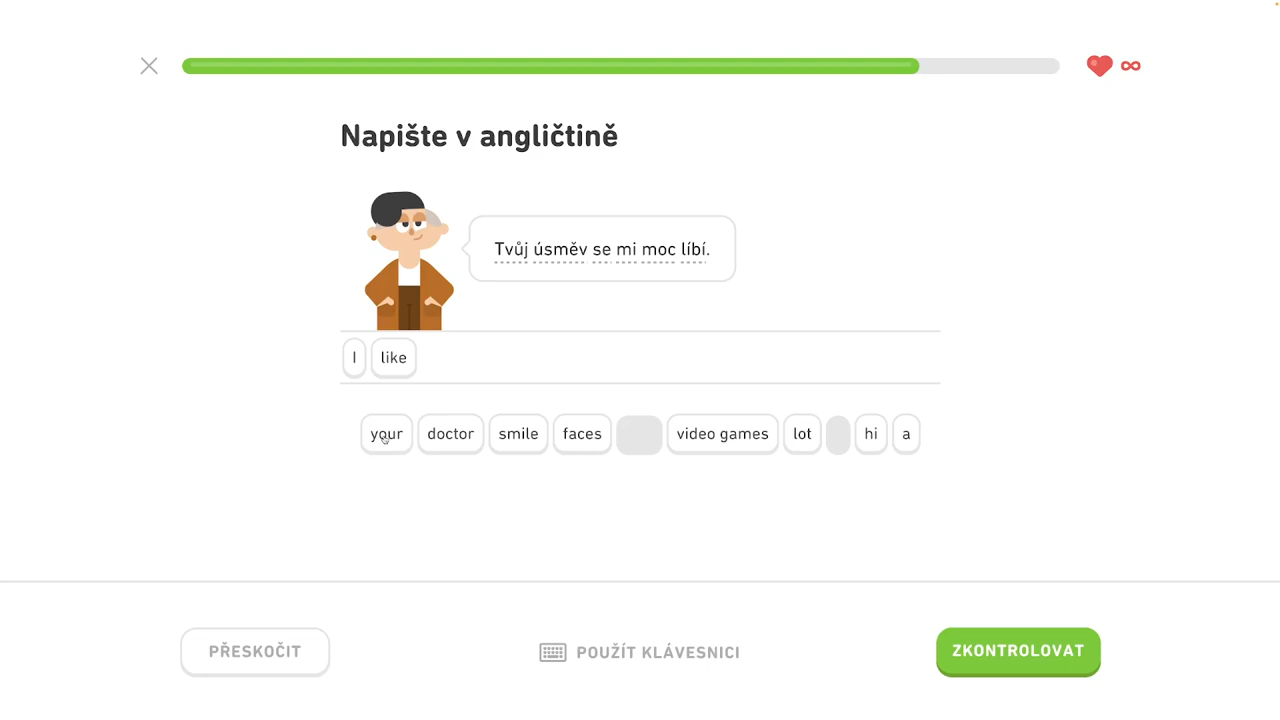 ∞
Napište v angličtině
Tvůj úsměv se mi moc líbí.
I like
your doctor smile faces video games lot hi a
PŘESKOČIT POUŽÍT KLÁVESNICI ZKONTROLOVAT